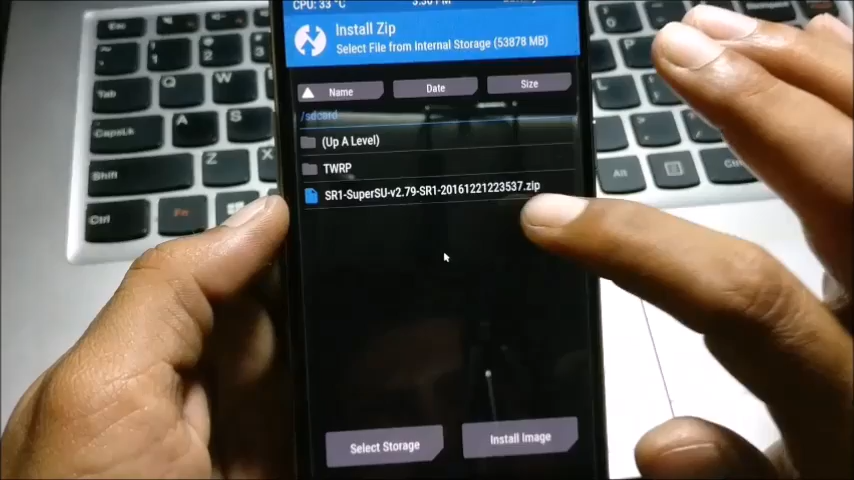 CPU: 33 °C
Install Zip
Select File from Internal Storage (53878 MB)
Name
Date
Size
/sdcard
(Up A Level)
TWRP
SR1-SuperSU-v2.79-SR1-20161221223537.zip
Select Storage
Install Image
Esc
Tab
Q
CapsLk
A
S
Shift
Z
X
Ctrl
Fn
Alt
Ctrl